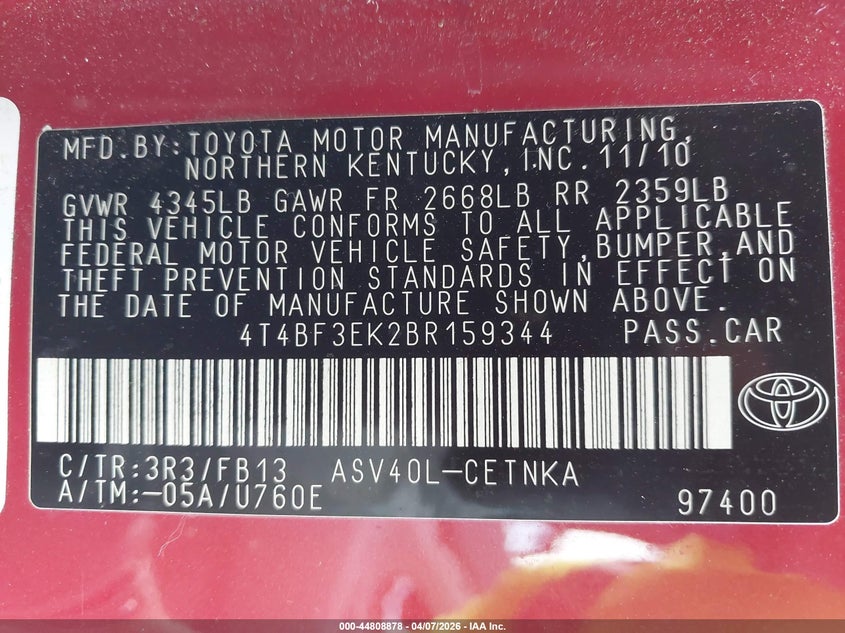 MFD.BY:TOYOTA MOTOR MANUFACTURING,
NORTHERN KENTUCKY,INC.11/10
GVWR 4345LB GAWR FR 2668LB RR 2359LB
THIS VEHICLE CONFORMS TO ALL APPLICABLE
FEDERAL MOTOR VEHICLE SAFETY,BUMPER,AND
THEFT PREVENTION STANDARDS IN EFFECT ON
THE DATE OF MANUFACTURE SHOWN ABOVE.
4T4BF3EK2BR159344 PASS.CAR
C/TR:3R3/FB13 ASV40L-CETNKA
A/TM:-05A/U760E 97400
000-44808878 - 04/07/2026 - IAA Inc.